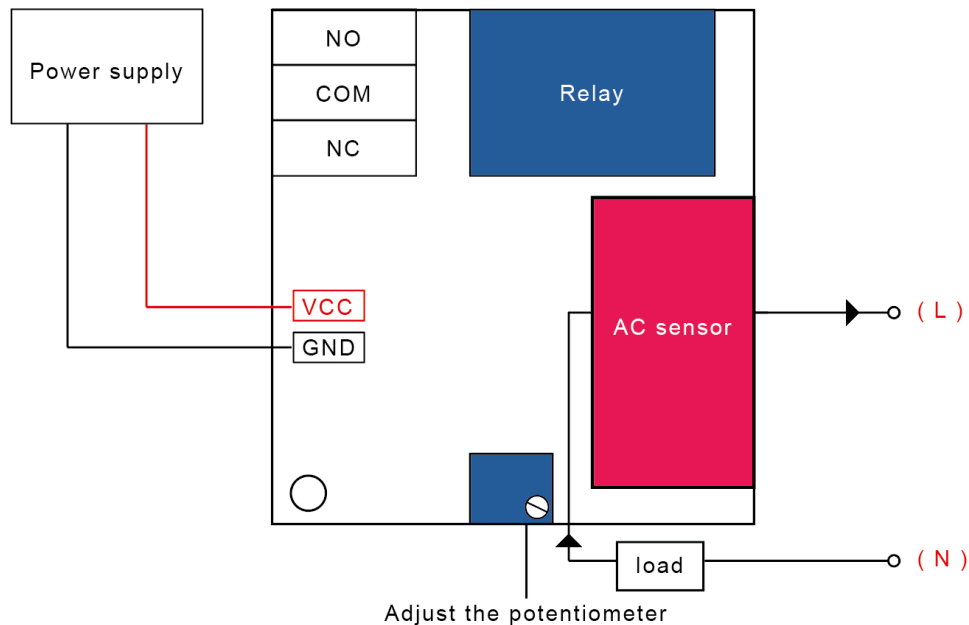 Power supply
NO
COM
NC
Relay
VCC
GND
AC sensor
( L )
load
( N )
Adjust the potentiometer